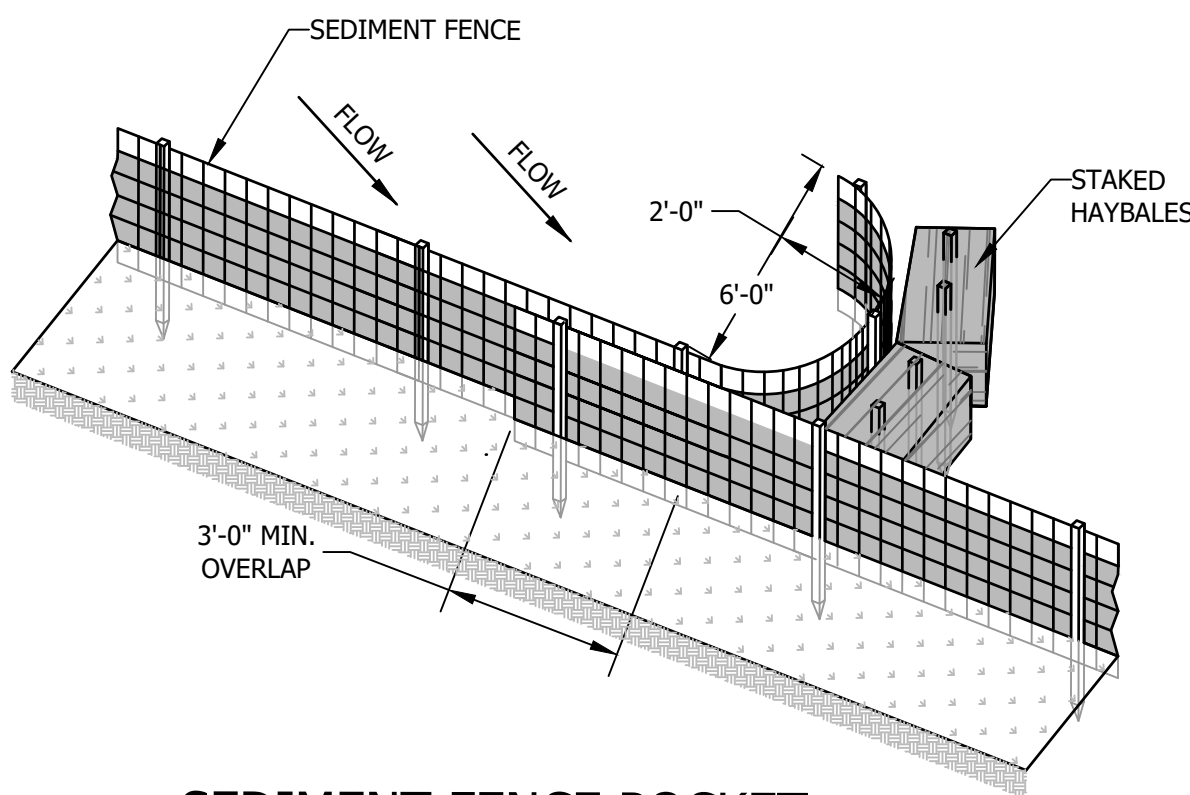 SEDIMENT FENCE
FLOW
FLOW
STAKED
HAYBALES
2'-0"
6'-0"
3'-0" MIN.
OVERLAP
SEDIMENT FENCE POCKET